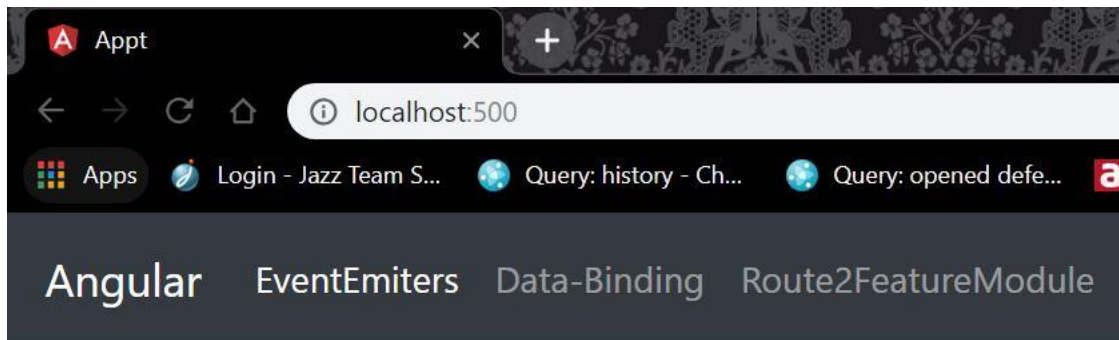 Appt
localhost:500
Apps Login - Jazz Team S... Query: history - Ch... Query: opened defe... a
Angular EventEmiters Data-Binding Route2FeatureModule